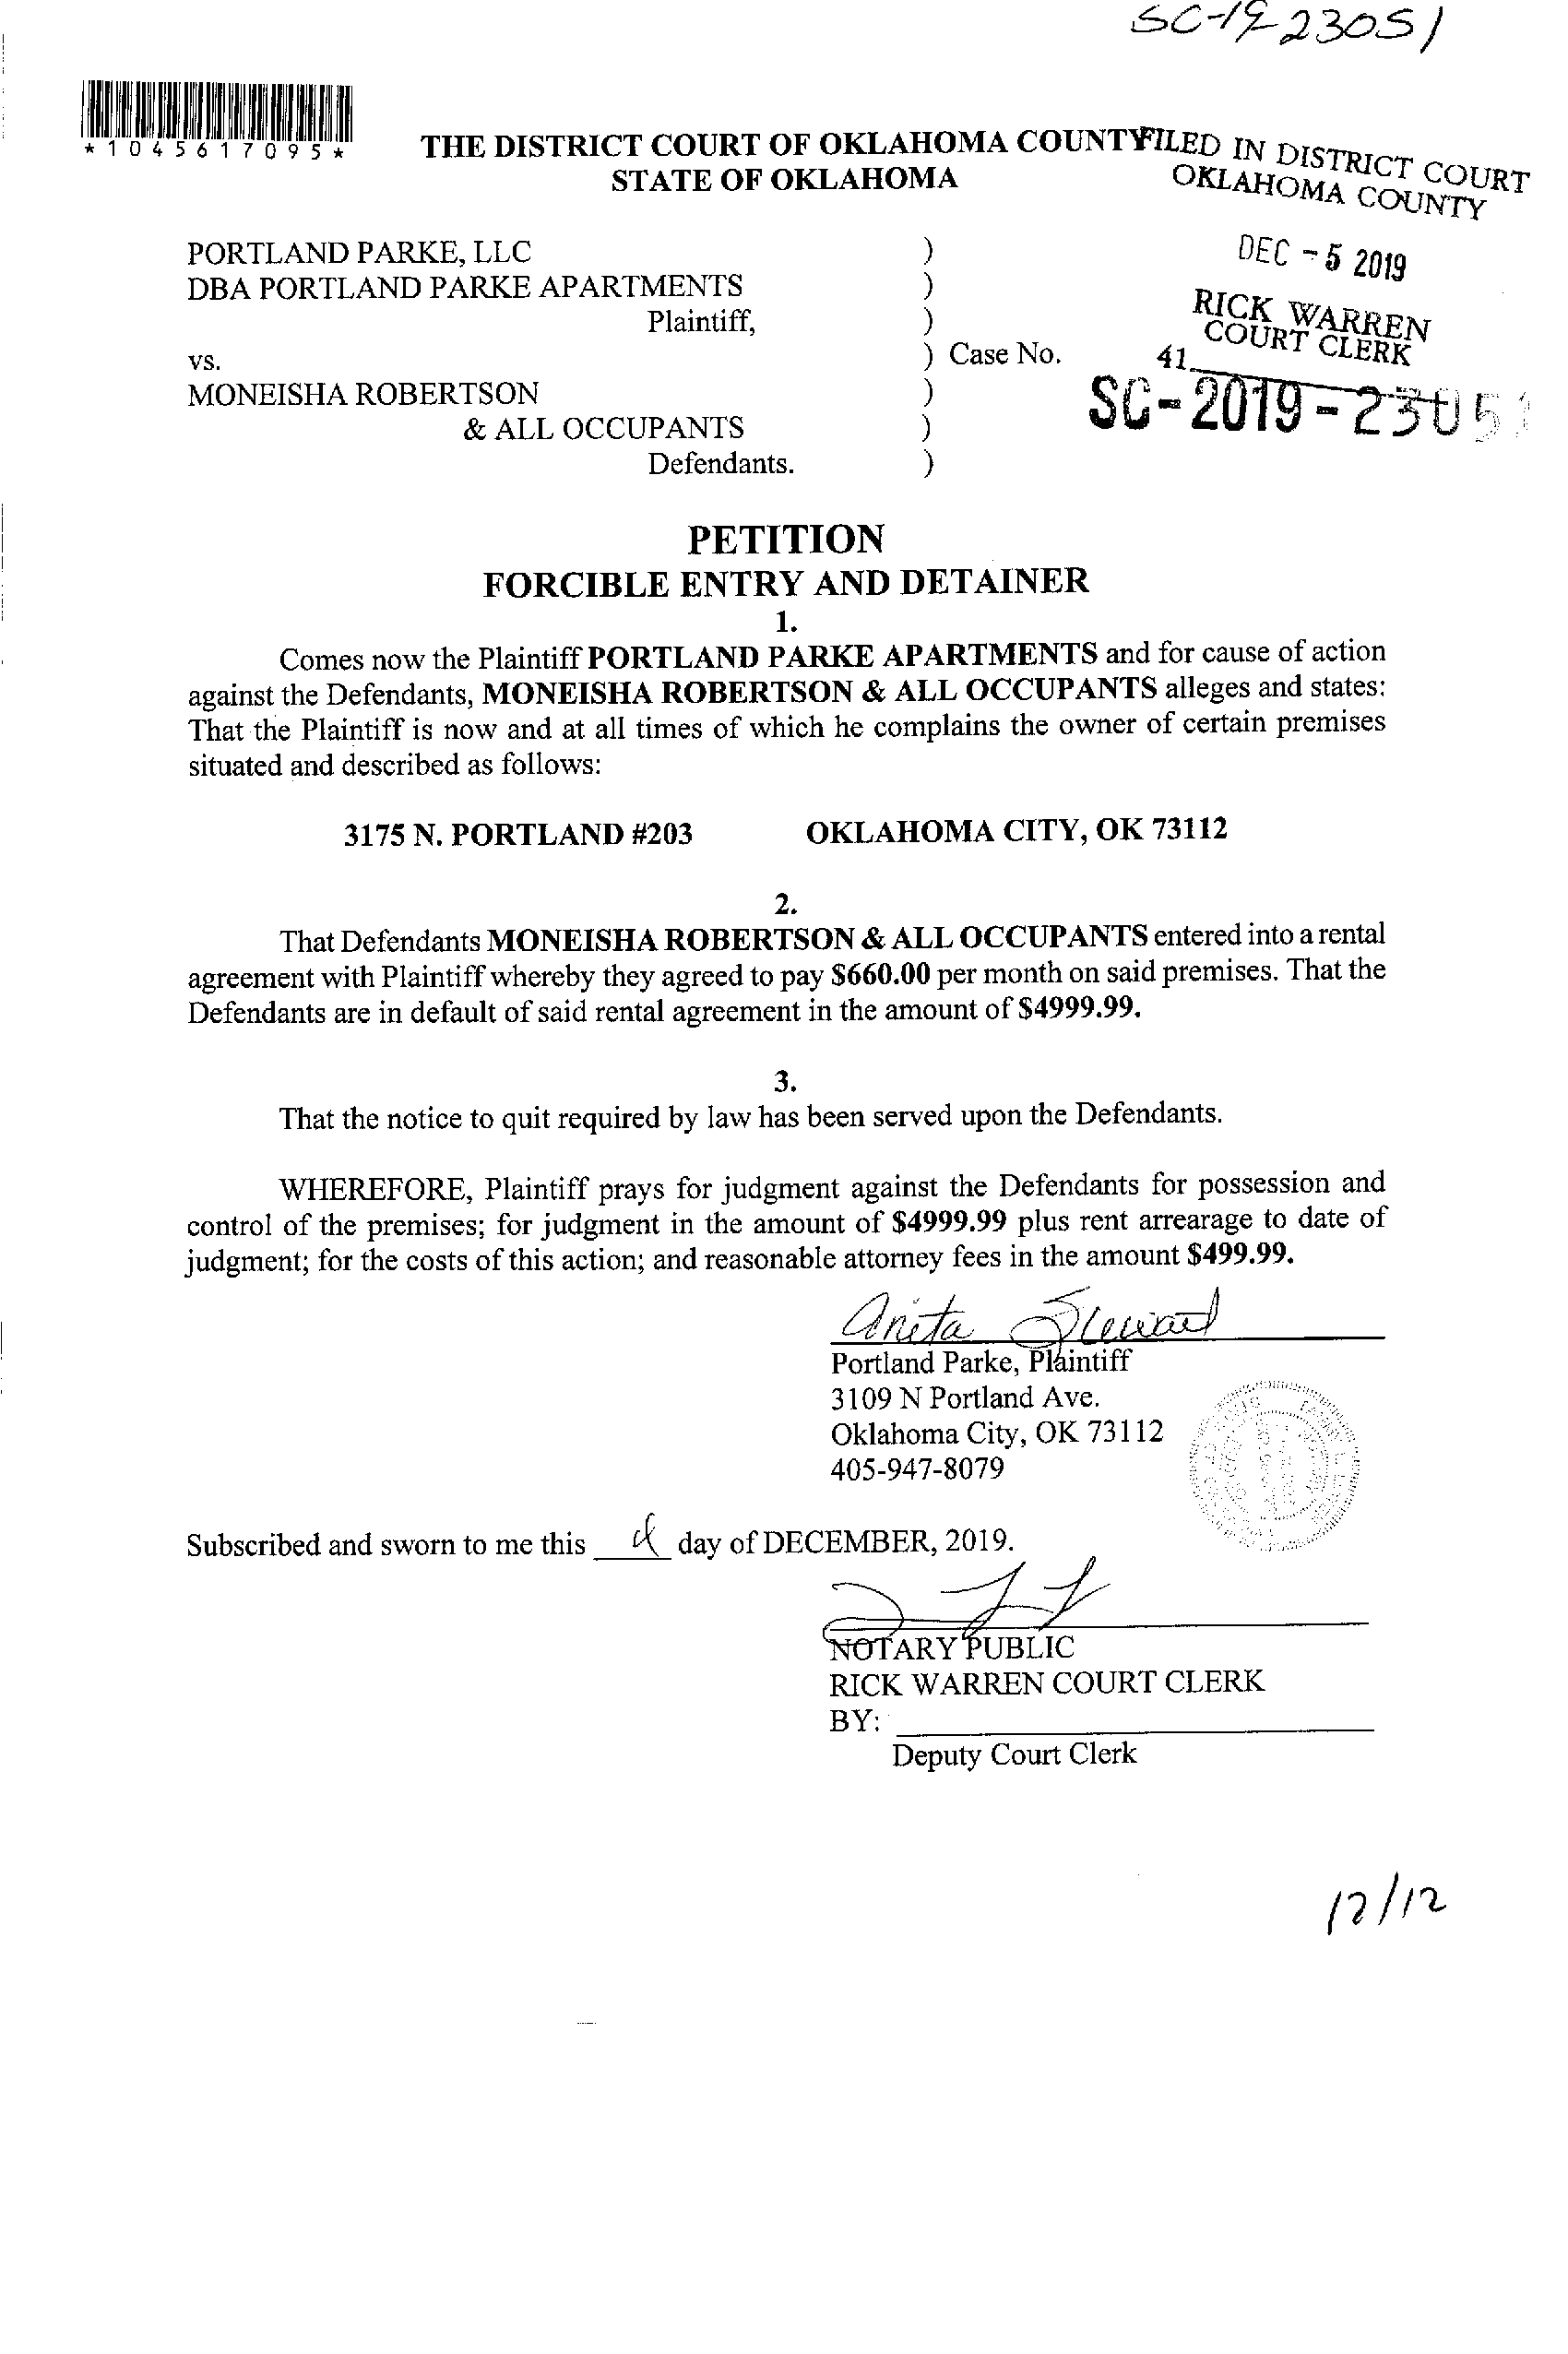 SC-19-23051
*1045617095*
THE DISTRICT COURT OF OKLAHOMA COUNTY
STATE OF OKLAHOMA
FILED IN DISTRICT COURT
OKLAHOMA COUNTY
DEC - 5 2019
RICK WARREN
COURT CLERK
41
PORTLAND PARKE, LLC )
DBA PORTLAND PARKE APARTMENTS )
Plaintiff, )
vs. ) Case No. SC-2019-23051
MONEISHA ROBERTSON )
& ALL OCCUPANTS )
Defendants. )
PETITION
FORCIBLE ENTRY AND DETAINER
1.
Comes now the Plaintiff PORTLAND PARKE APARTMENTS and for cause of action
against the Defendants, MONEISHA ROBERTSON & ALL OCCUPANTS alleges and states:
That the Plaintiff is now and at all times of which he complains the owner of certain premises
situated and described as follows:
3175 N. PORTLAND #203 OKLAHOMA CITY, OK 73112
2.
That Defendants MONEISHA ROBERTSON & ALL OCCUPANTS entered into a rental
agreement with Plaintiff whereby they agreed to pay $660.00 per month on said premises. That the
Defendants are in default of said rental agreement in the amount of $4999.99.
3.
That the notice to quit required by law has been served upon the Defendants.
WHEREFORE, Plaintiff prays for judgment against the Defendants for possession and
control of the premises; for judgment in the amount of $4999.99 plus rent arrearage to date of
judgment; for the costs of this action; and reasonable attorney fees in the amount $499.99.
Anita Stewart
Portland Parke, Plaintiff
3109 N Portland Ave.
Oklahoma City, OK 73112
405-947-8079
Subscribed and sworn to me this 4 day of DECEMBER, 2019.
NOTARY PUBLIC
RICK WARREN COURT CLERK
BY:
Deputy Court Clerk
12/12